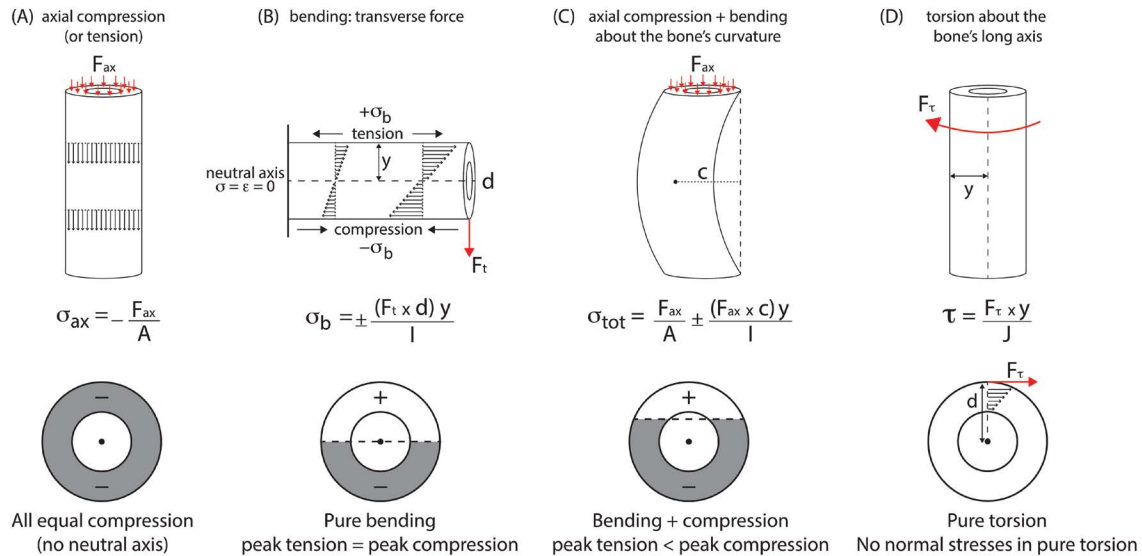 (A) axial compression
(or tension)
(B) bending: transverse force
(C) axial compression + bending
about the bone's curvature
(D) torsion about the
bone's long axis
Fax
+σb
tension
y
neutral axis
σ = ε = 0
d
compression
−σb
Ft
Fax
c
Fτ
y
σax = − Fax / A
σb = ± (Ft x d) y / I
σtot = Fax / A ± (Fax x c) y / I
τ = Fτ x y / J
−
−
+
−
+
−
Fτ
d
All equal compression
(no neutral axis)
Pure bending
peak tension = peak compression
Bending + compression
peak tension < peak compression
Pure torsion
No normal stresses in pure torsion